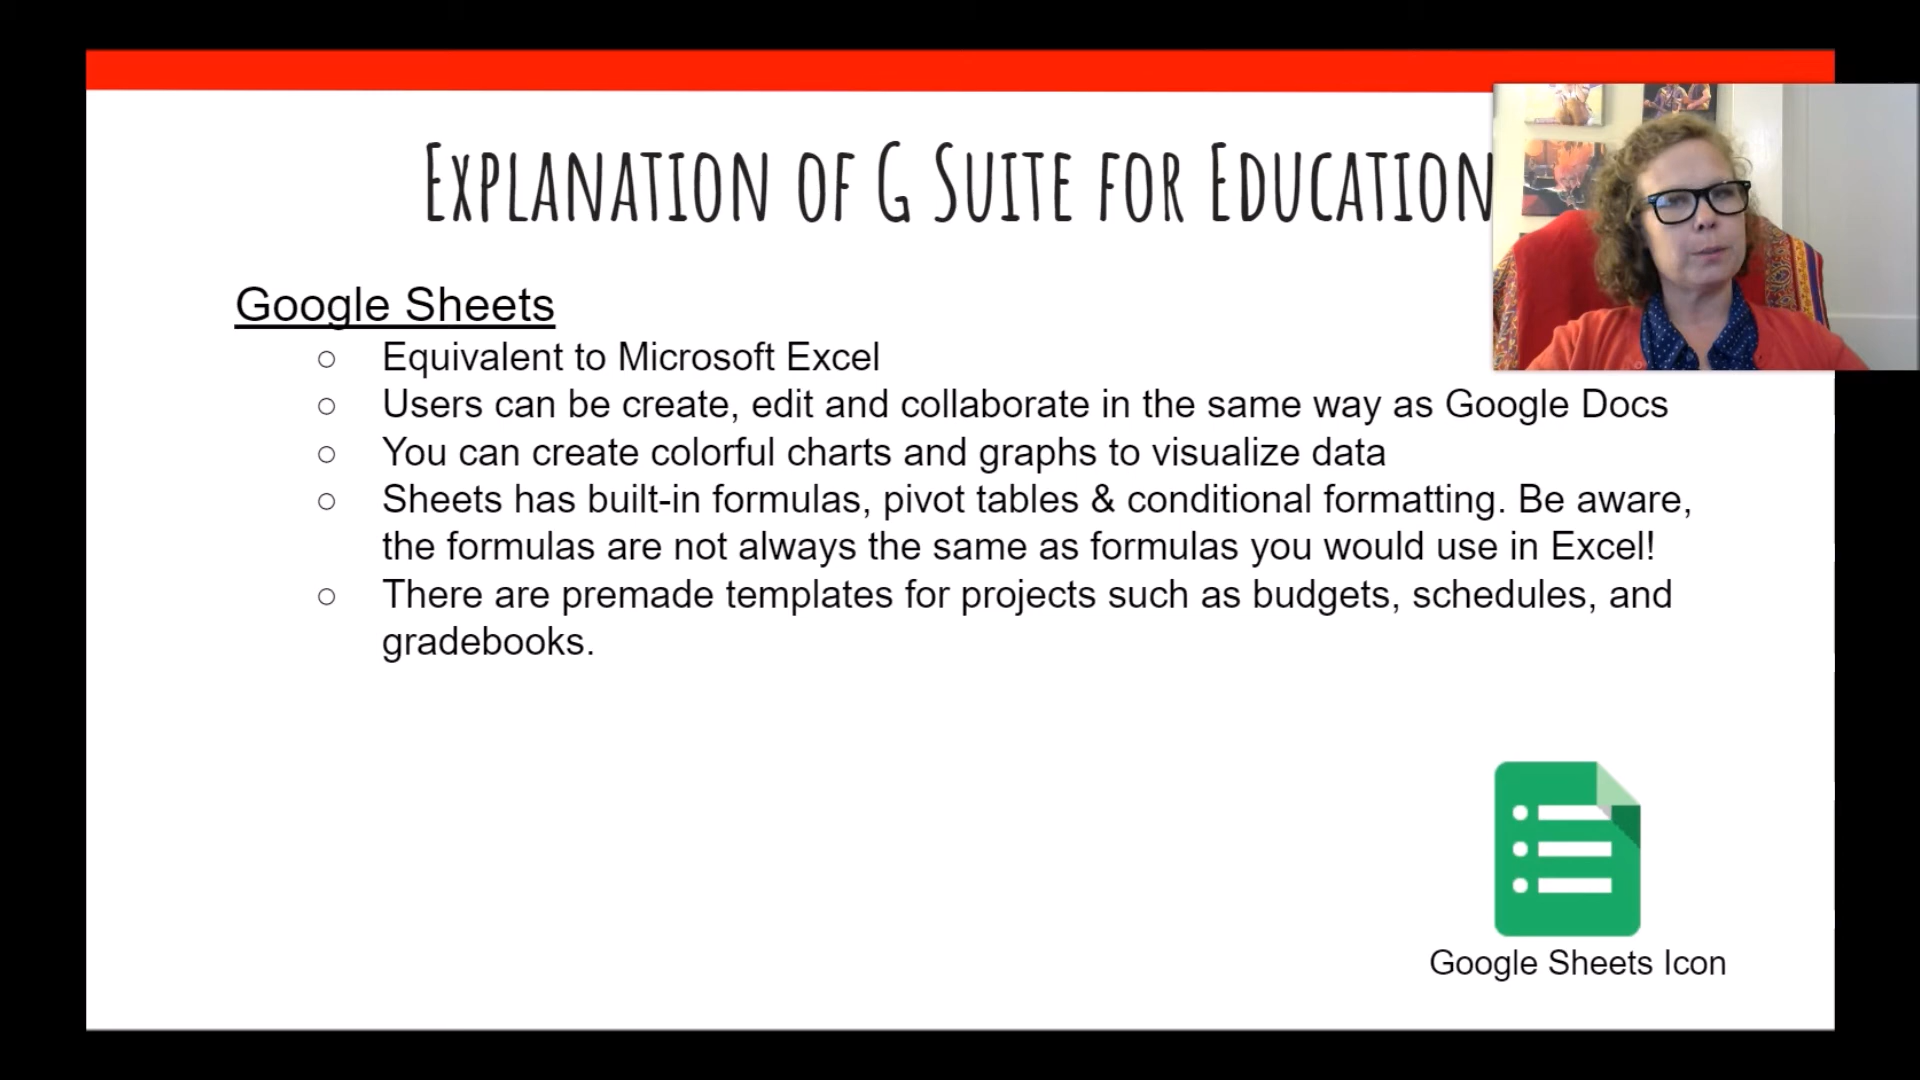 Explanation of G Suite for Education
Google Sheets
○ Equivalent to Microsoft Excel
○ Users can be create, edit and collaborate in the same way as Google Docs
○ You can create colorful charts and graphs to visualize data
○ Sheets has built-in formulas, pivot tables & conditional formatting. Be aware,
the formulas are not always the same as formulas you would use in Excel!
○ There are premade templates for projects such as budgets, schedules, and
gradebooks.
Google Sheets Icon